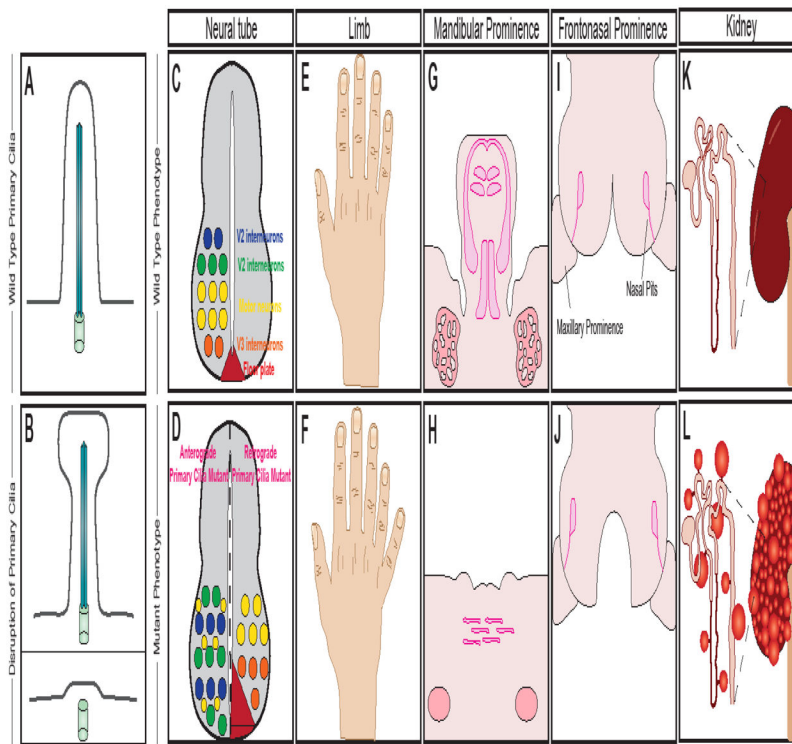 Neural tube
Limb
Mandibular Prominence
Frontonasal Prominence
Kidney
Wild Type Primary Cilia
Wild Type Phenotype
A
C
E
G
I
K
V2 interneurons
V2 interneurons
Motor neurons
V3 interneurons
Floor plate
Nasal Pits
Maxillary Prominence
Disruption of Primary Cilia
Mutant Phenotype
B
D
F
H
J
L
Anterograde
Primary Cilia Mutant
Retrograde
Primary Cilia Mutant